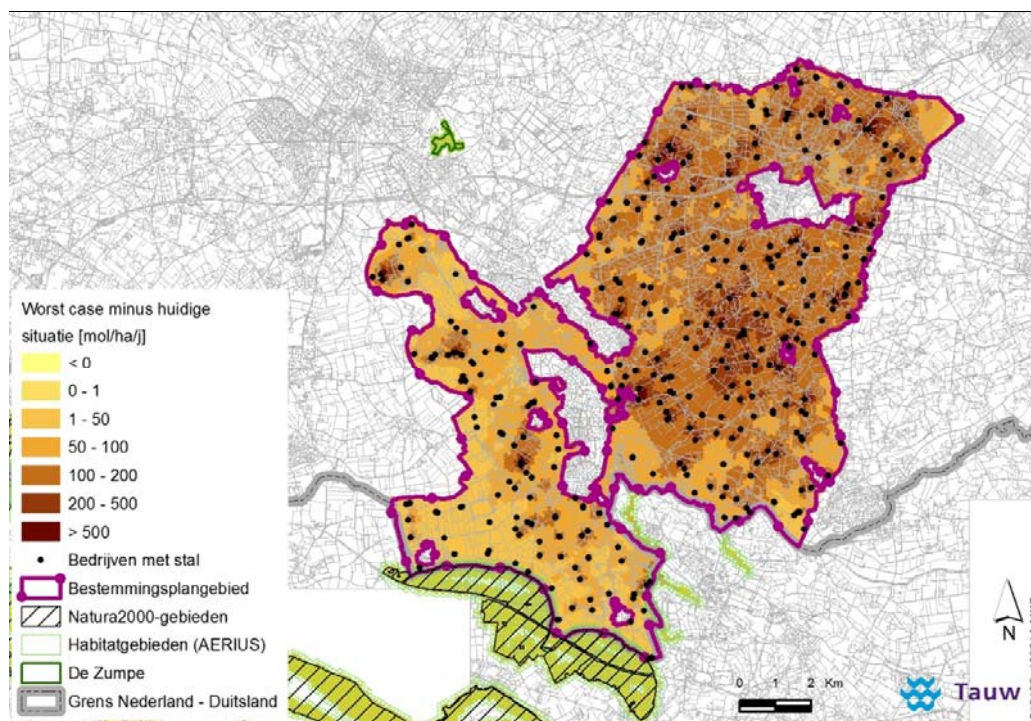 Worst case minus huidige
situatie [mol/ha/j]
< 0
0 - 1
1 - 50
50 - 100
100 - 200
200 - 500
> 500
Bedrijven met stal
Bestemmingsplangebied
Natura2000-gebieden
Habitatgebieden (AERIUS)
De Zumpe
Grens Nederland - Duitsland
0 1 2 Km
N
Tauw